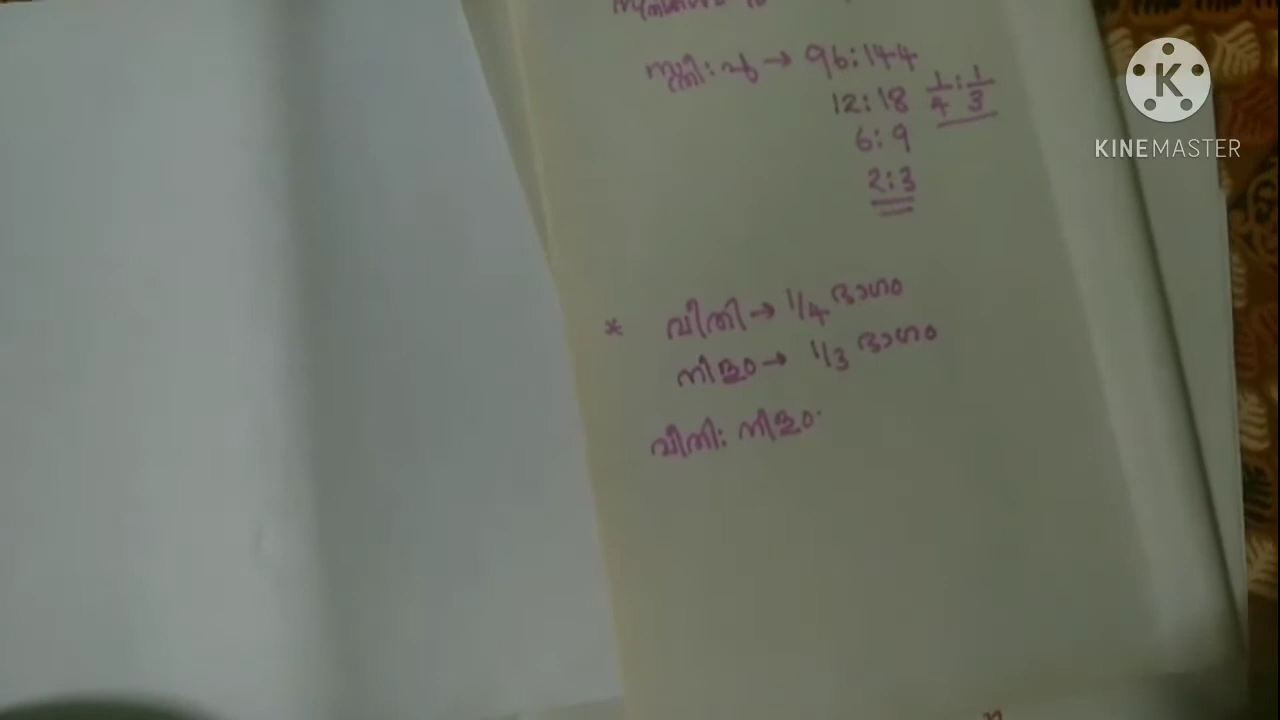 സ്ത്രീ : പു → 96:144
12:18 1/4 : 1/3
6:9
2:3
* വീതി → 1/4 ഭാഗം
നീളം → 1/3 ഭാഗം
വീതി: നീളം
K
KINEMASTER